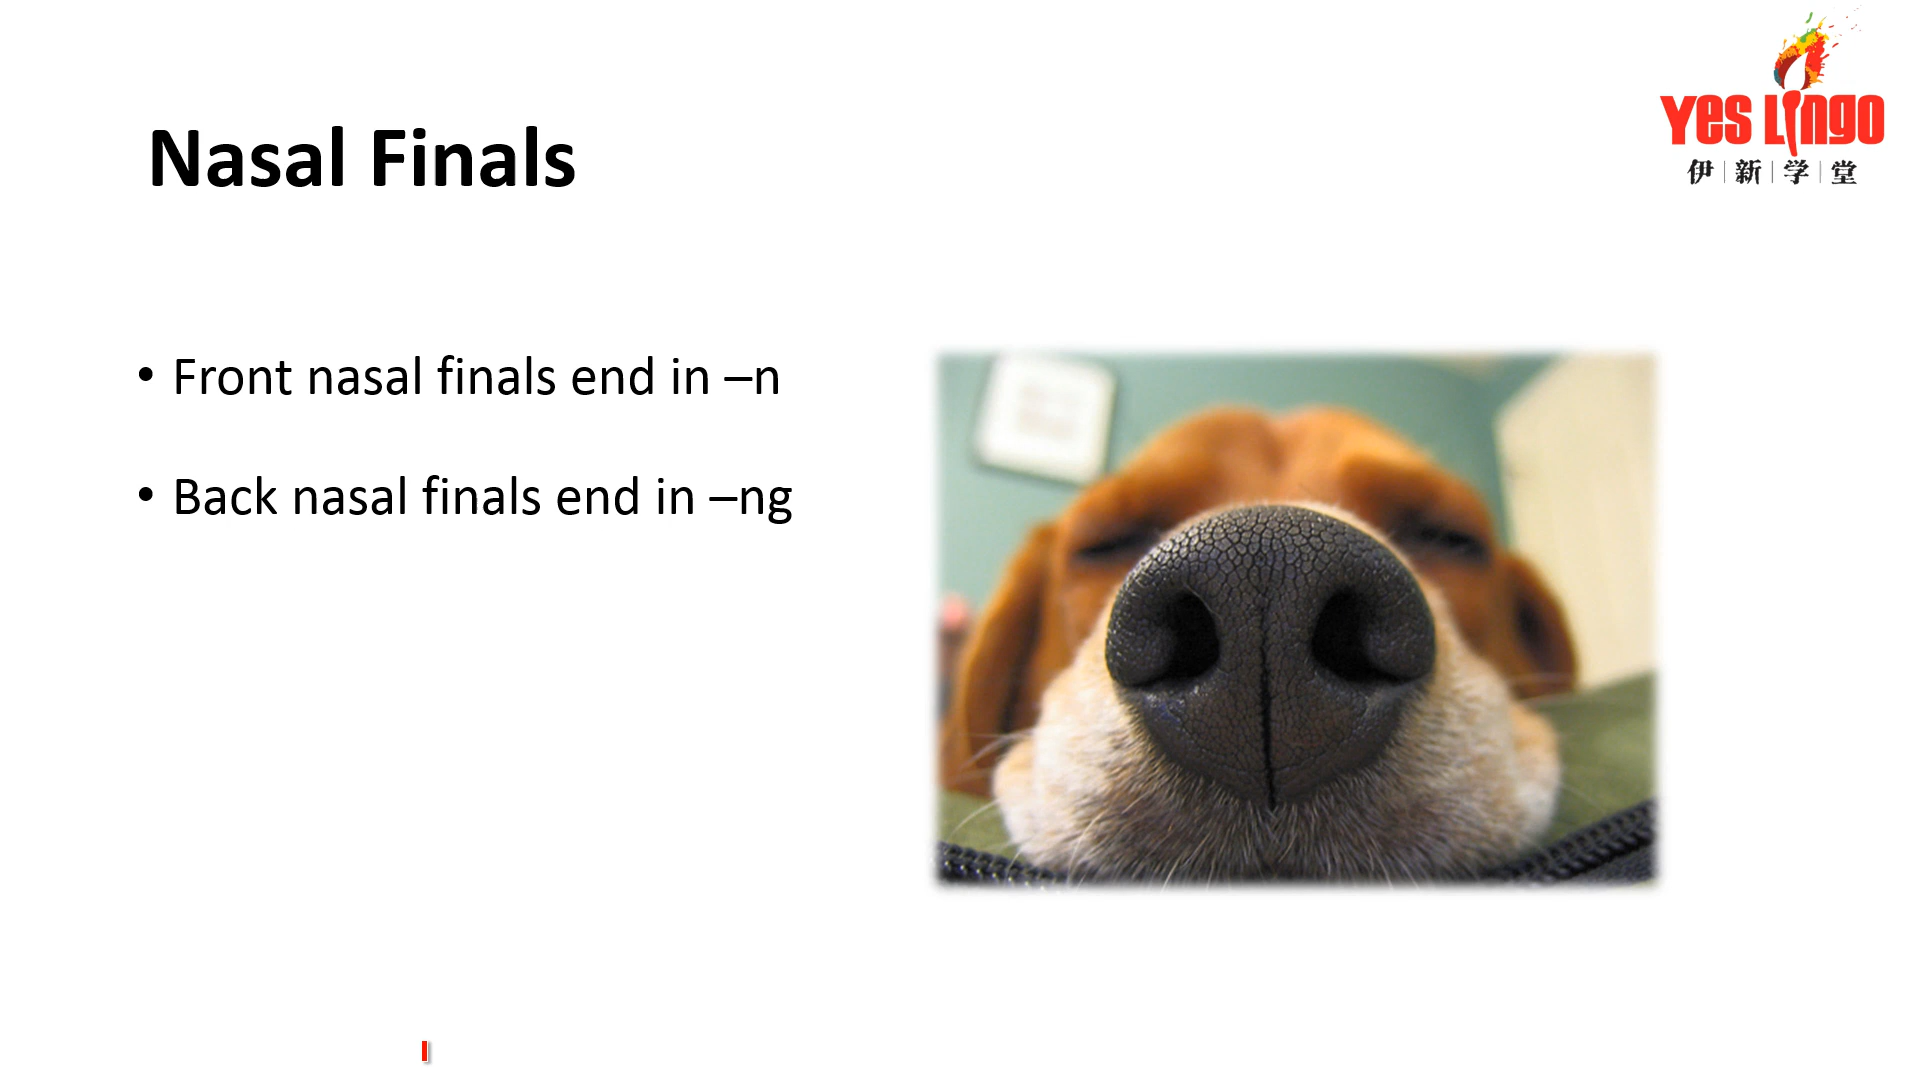 Nasal Finals
Yes Lingo
伊新学堂
• Front nasal finals end in –n
• Back nasal finals end in –ng